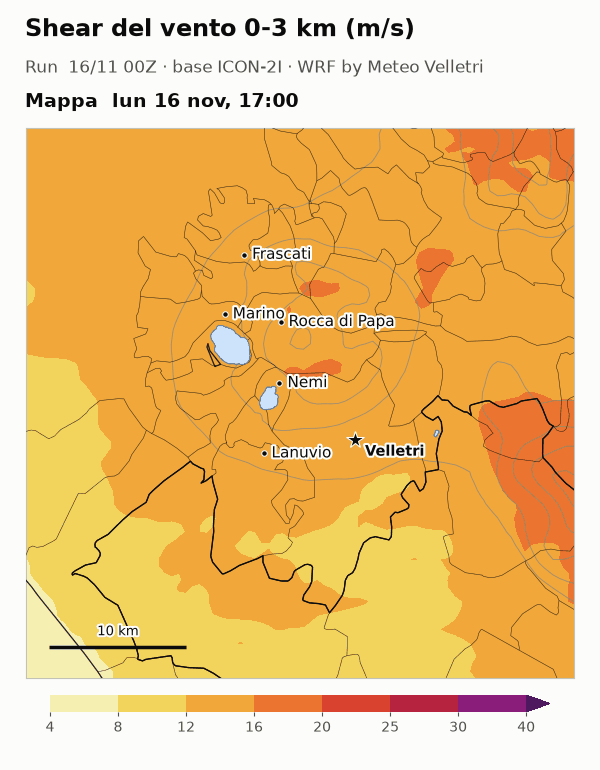 Shear del vento 0-3 km (m/s)
Run  16/11 00Z · base ICON-2I · WRF by Meteo Velletri
Mappa  lun 16 nov, 17:00
Frascati
Marino
Rocca di Papa
Nemi
Velletri
Lanuvio
10 km
4 8 12 16 20 25 30 40